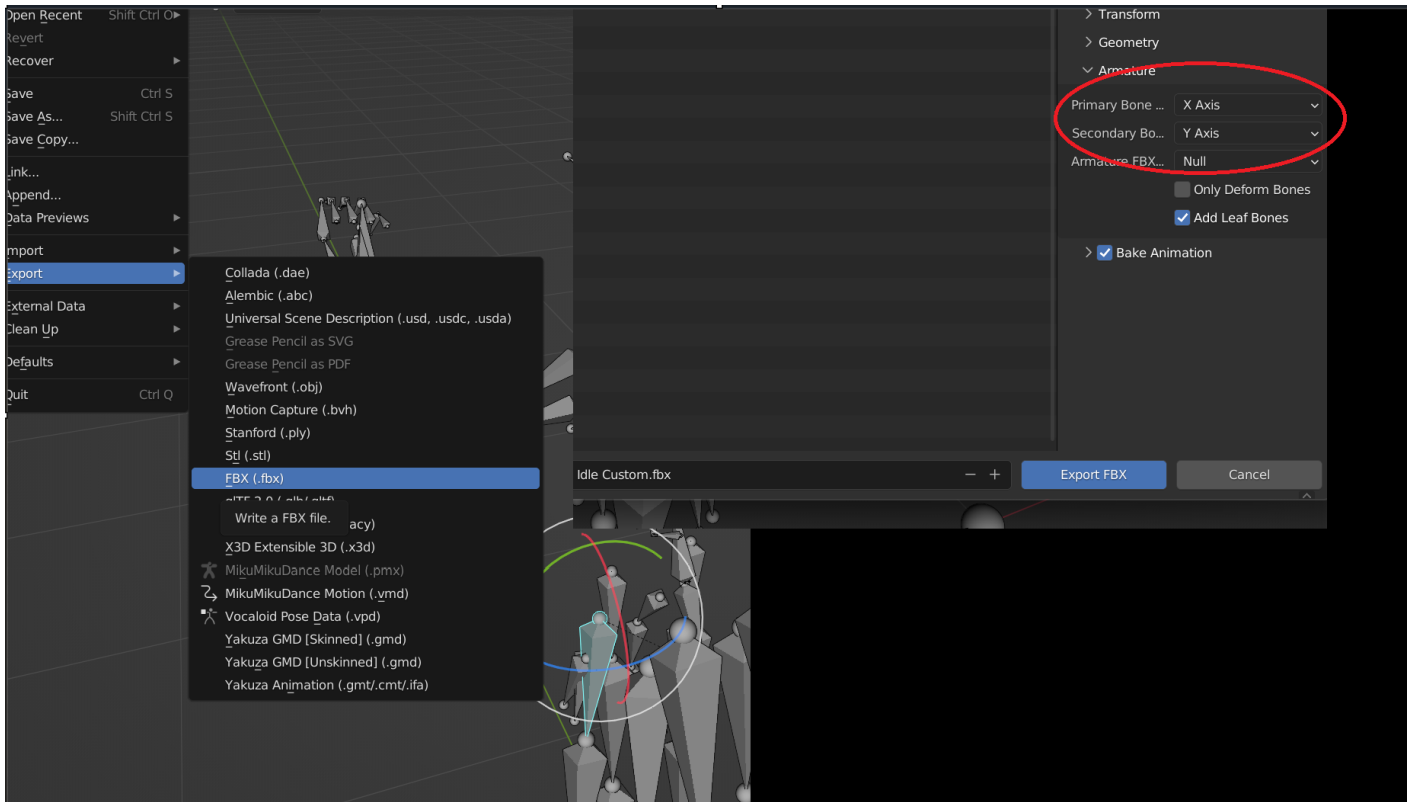 Open Recent Shift Ctrl O
Revert
Recover
Save Ctrl S
Save As... Shift Ctrl S
Save Copy...
Link...
Append...
Data Previews
Import
Export
External Data
Clean Up
Defaults
Quit Ctrl Q
Collada (.dae)
Alembic (.abc)
Universal Scene Description (.usd, .usdc, .usda)
Grease Pencil as SVG
Grease Pencil as PDF
Wavefront (.obj)
Motion Capture (.bvh)
Stanford (.ply)
Stl (.stl)
FBX (.fbx)
glTF 2.0 (.glb/.gltf)
Write a FBX file.
acy)
X3D Extensible 3D (.x3d)
MikuMikuDance Model (.pmx)
MikuMikuDance Motion (.vmd)
Vocaloid Pose Data (.vpd)
Yakuza GMD [Skinned] (.gmd)
Yakuza GMD [Unskinned] (.gmd)
Yakuza Animation (.gmt/.cmt/.ifa)
Transform
Geometry
Armature
Primary Bone ... X Axis
Secondary Bo... Y Axis
Armature FBX... Null
Only Deform Bones
Add Leaf Bones
Bake Animation
Idle Custom.fbx
Export FBX Cancel